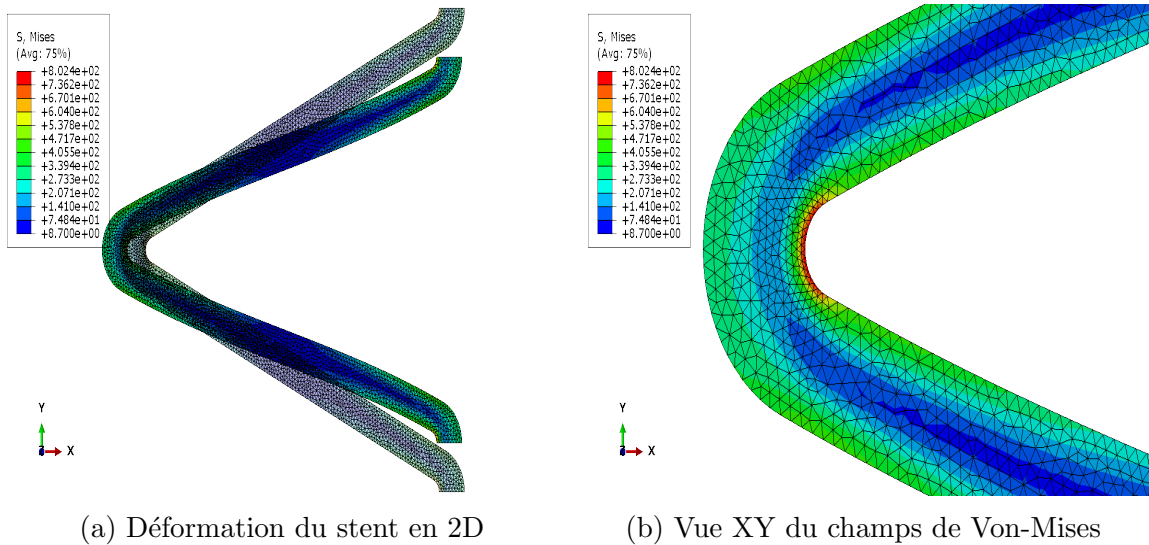 S, Mises
(Avg: 75%)
+8.024e+02
+7.362e+02
+6.701e+02
+6.040e+02
+5.378e+02
+4.717e+02
+4.055e+02
+3.394e+02
+2.733e+02
+2.071e+02
+1.410e+02
+7.484e+01
+8.700e+00
Y
Z X
(a) Déformation du stent en 2D
S, Mises
(Avg: 75%)
+8.024e+02
+7.362e+02
+6.701e+02
+6.040e+02
+5.378e+02
+4.717e+02
+4.055e+02
+3.394e+02
+2.733e+02
+2.071e+02
+1.410e+02
+7.484e+01
+8.700e+00
Y
Z X
(b) Vue XY du champs de Von-Mises